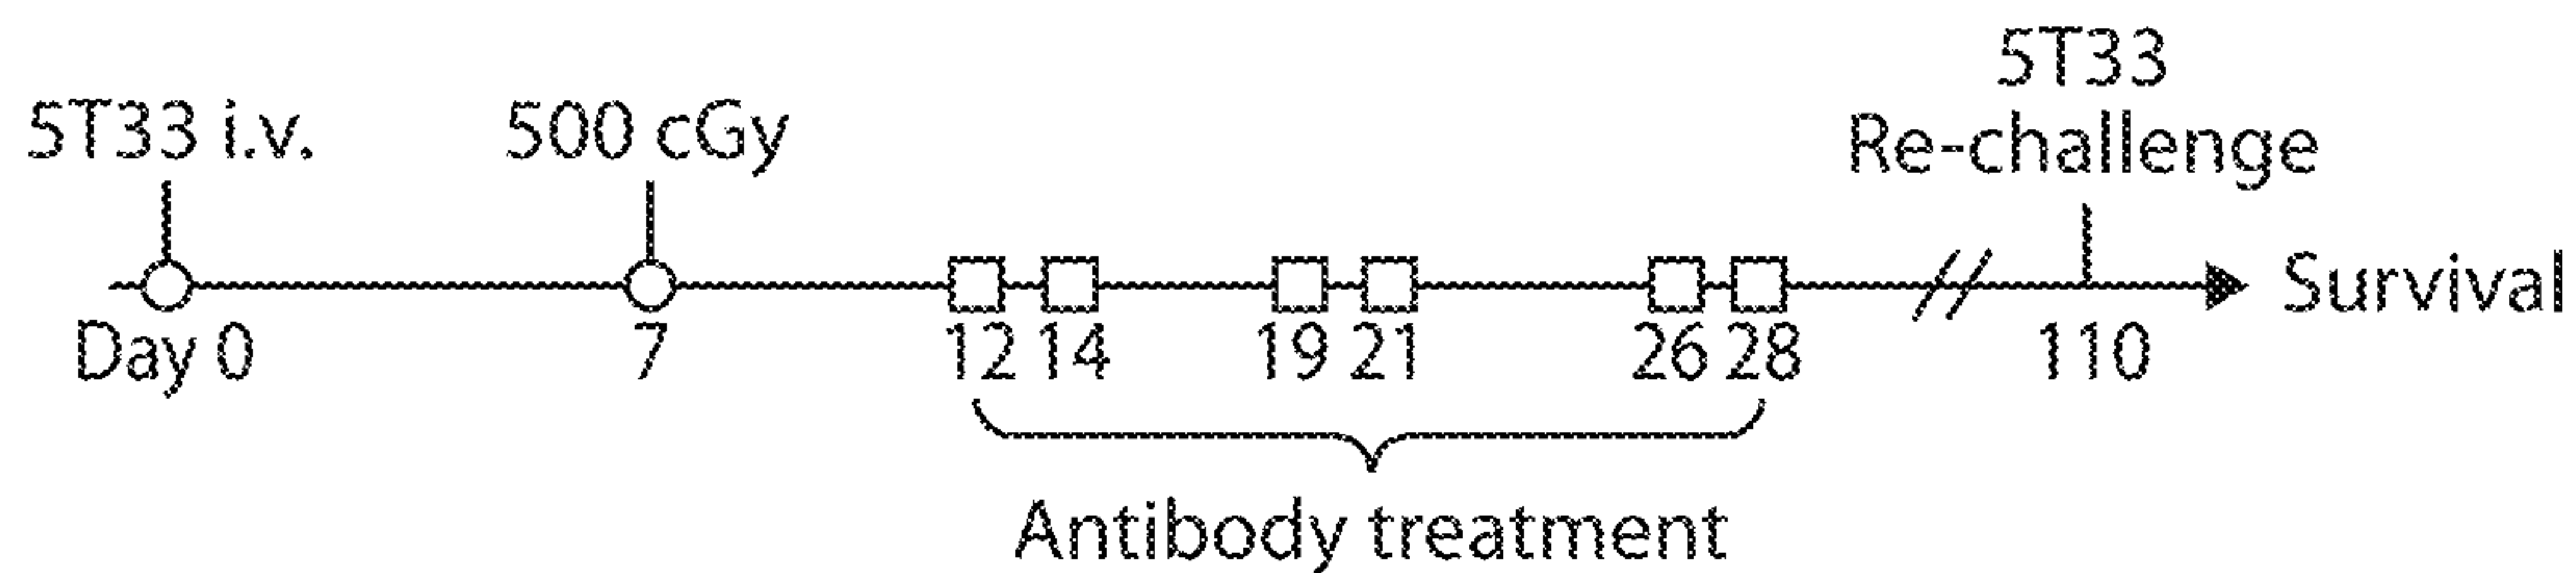 5T33 i.v.
500 cGy
5T33
Re-challenge
Survival
Day 0
7
12 14
19 21
26 28
110
Antibody treatment